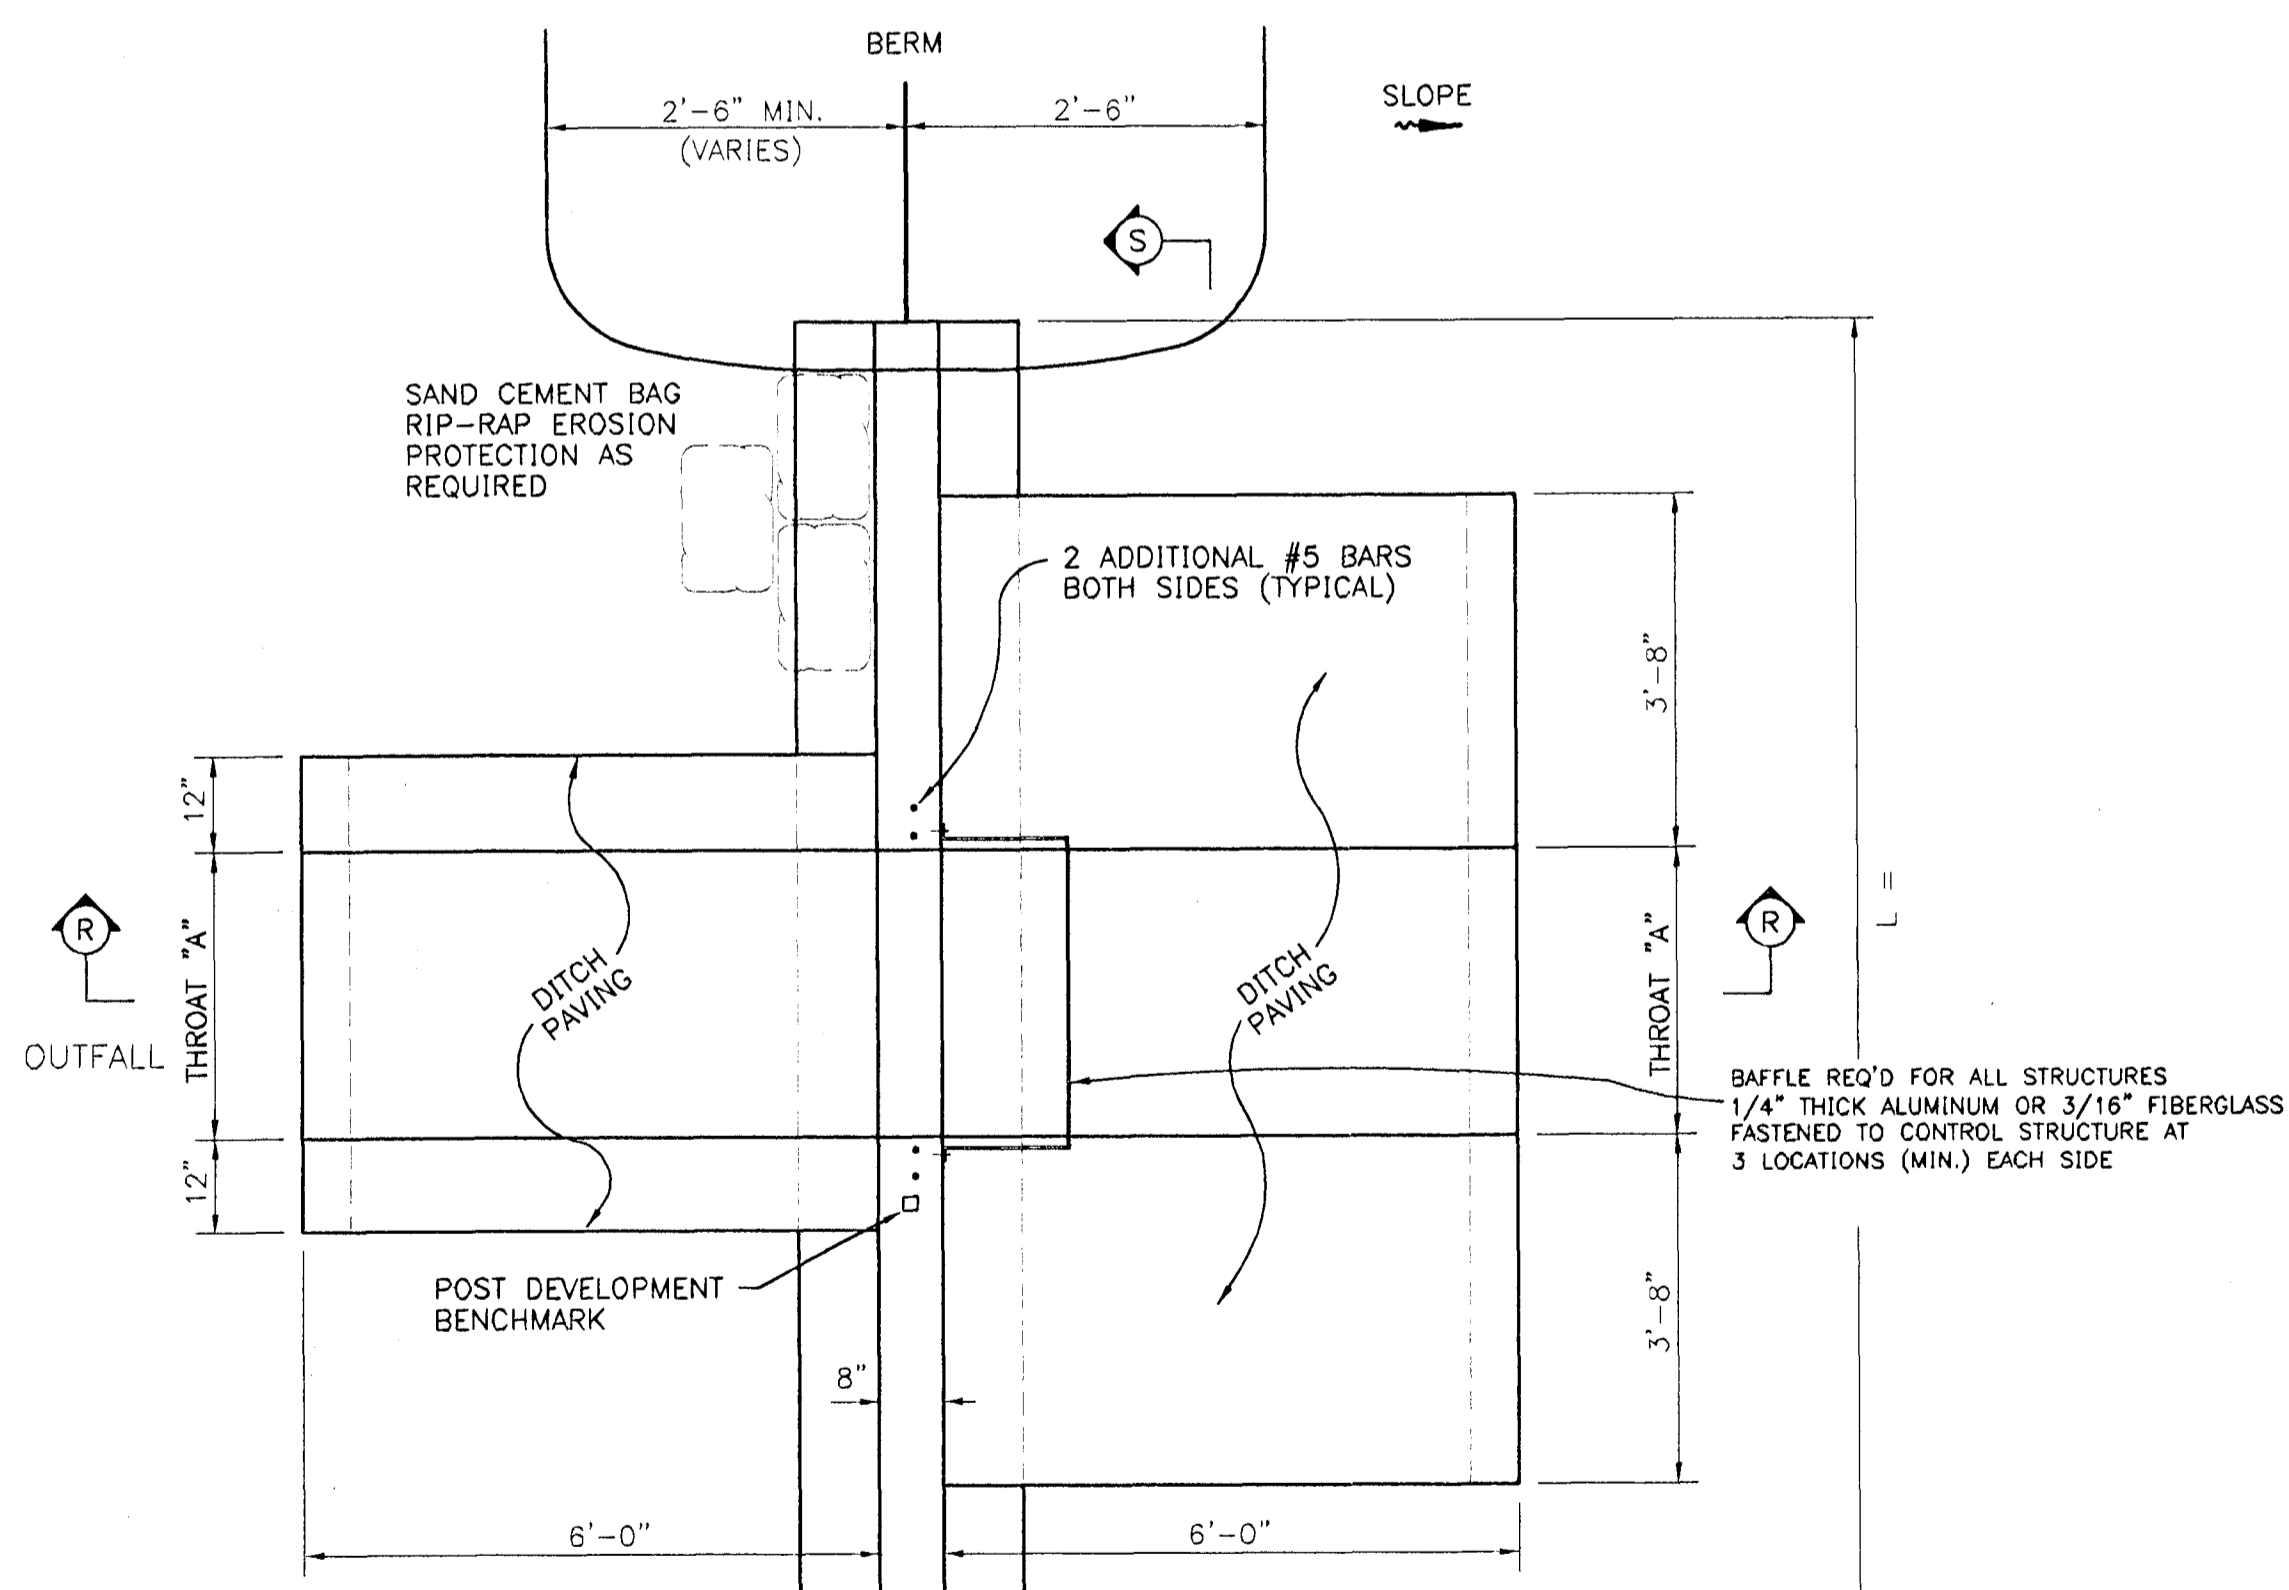 BERM
2'-6" MIN.
(VARIES)
2'-6"
SLOPE
S
SAND CEMENT BAG
RIP-RAP EROSION
PROTECTION AS
REQUIRED
2 ADDITIONAL #5 BARS
BOTH SIDES (TYPICAL)
3'-8"
12"
THROAT "A"
12"
R
OUTFALL
DITCH
PAVING
DITCH
PAVING
THROAT "A"
R
L =
BAFFLE REQ'D FOR ALL STRUCTURES
1/4" THICK ALUMINUM OR 3/16" FIBERGLASS
FASTENED TO CONTROL STRUCTURE AT
3 LOCATIONS (MIN.) EACH SIDE
POST DEVELOPMENT
BENCHMARK
3'-8"
8"
6'-0"
6'-0"